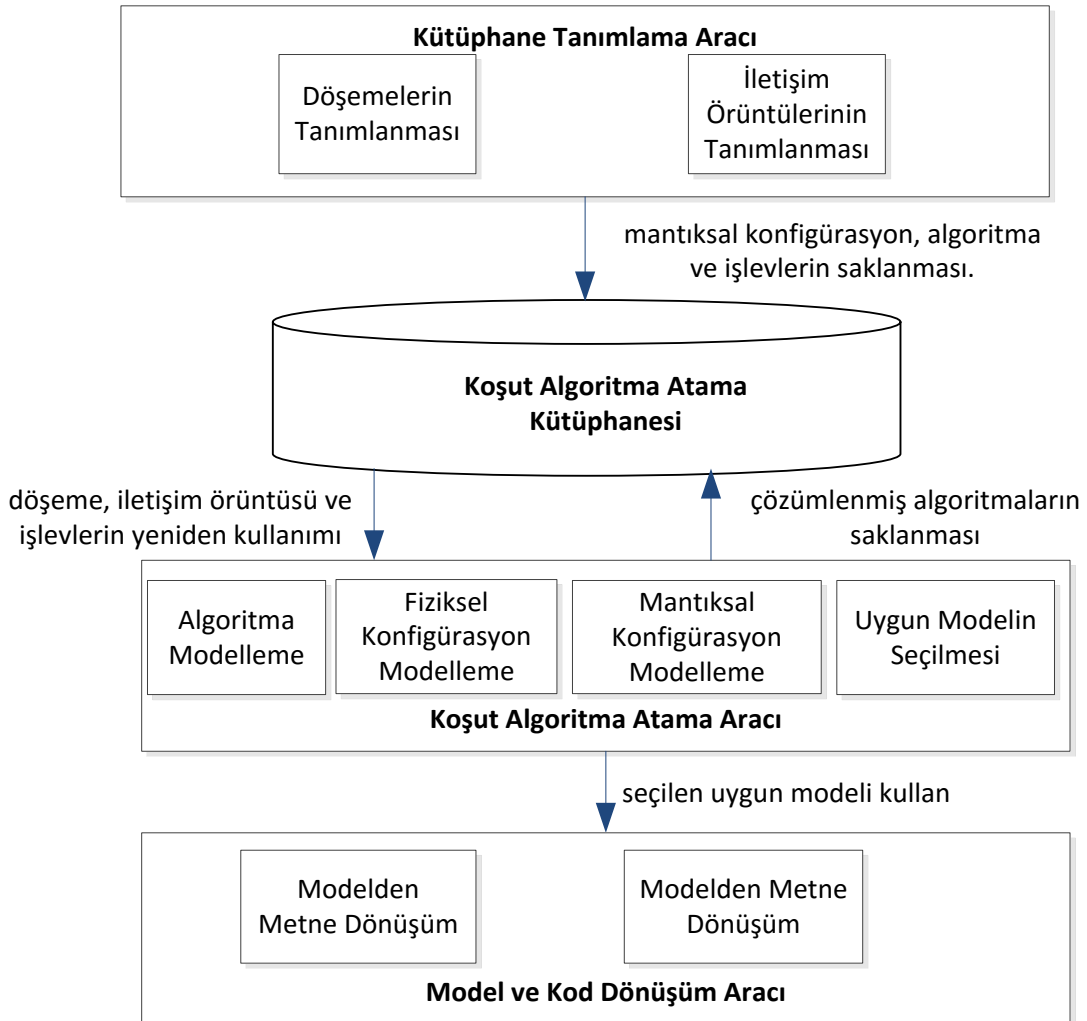 Kütüphane Tanımlama Aracı
Döşemelerin
Tanımlanması
İletişim
Örüntülerinin
Tanımlanması
mantıksal konfigürasyon, algoritma
ve işlevlerin saklanması.
Koşut Algoritma Atama
Kütüphanesi
döşeme, iletişim örüntüsü ve
işlevlerin yeniden kullanımı
çözümlenmiş algoritmaların
saklanması
Algoritma
Modelleme
Fiziksel
Konfigürasyon
Modelleme
Mantıksal
Konfigürasyon
Modelleme
Uygun Modelin
Seçilmesi
Koşut Algoritma Atama Aracı
seçilen uygun modeli kullan
Modelden
Metne Dönüşüm
Modelden Metne
Dönüşüm
Model ve Kod Dönüşüm Aracı